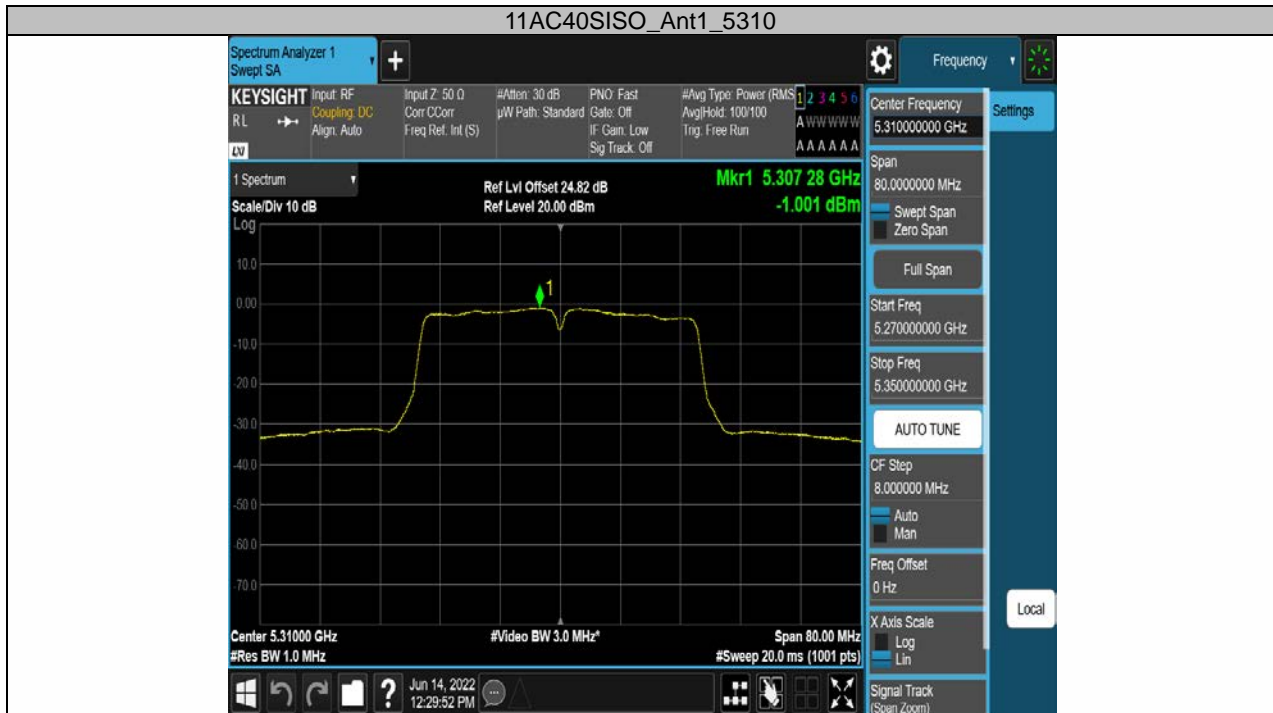 11AC40SISO_Ant1_5310
Spectrum Analyzer 1
Swept SA
+
Frequency
KEYSIGHT
RL
LXI
Input: RF
Coupling: DC
Align: Auto
Input Z: 50 Ω
Corr CCorr
Freq Ref: Int (S)
#Atten: 30 dB
µW Path: Standard
PNO: Fast
Gate: Off
IF Gain: Low
Sig Track: Off
#Avg Type: Power (RMS
Avg|Hold: 100/100
Trig: Free Run
1 2 3 4 5 6
A W W W W W
A A A A A A
1 Spectrum
Scale/Div 10 dB
Ref Lvl Offset 24.82 dB
Ref Level 20.00 dBm
Mkr1 5.307 28 GHz
-1.001 dBm
Log
10.0
0.00
-10.0
-20.0
-30.0
-40.0
-50.0
-60.0
-70.0
1
Center 5.31000 GHz
#Res BW 1.0 MHz
#Video BW 3.0 MHz*
Span 80.00 MHz
#Sweep 20.0 ms (1001 pts)
?
Jun 14, 2022
12:29:52 PM
Center Frequency
5.310000000 GHz
Settings
Span
80.0000000 MHz
Swept Span
Zero Span
Full Span
Start Freq
5.270000000 GHz
Stop Freq
5.350000000 GHz
AUTO TUNE
CF Step
8.000000 MHz
Auto
Man
Freq Offset
0 Hz
X Axis Scale
Log
Lin
Local
Signal Track
(Span Zoom)